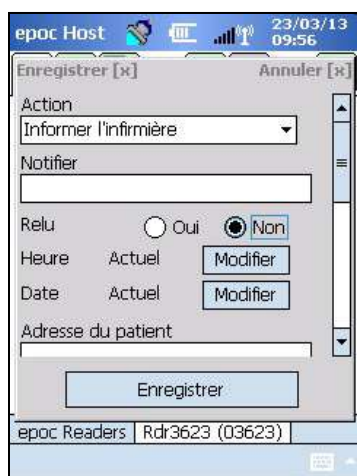 epoc Host 23/03/13
09:56
Enregistrer [x] Annuler [x]
Action
Informer l'infirmière
Notifier
Relu Oui Non
Heure Actuel Modifier
Date Actuel Modifier
Adresse du patient
Enregistrer
epoc Readers Rdr3623 (03623)